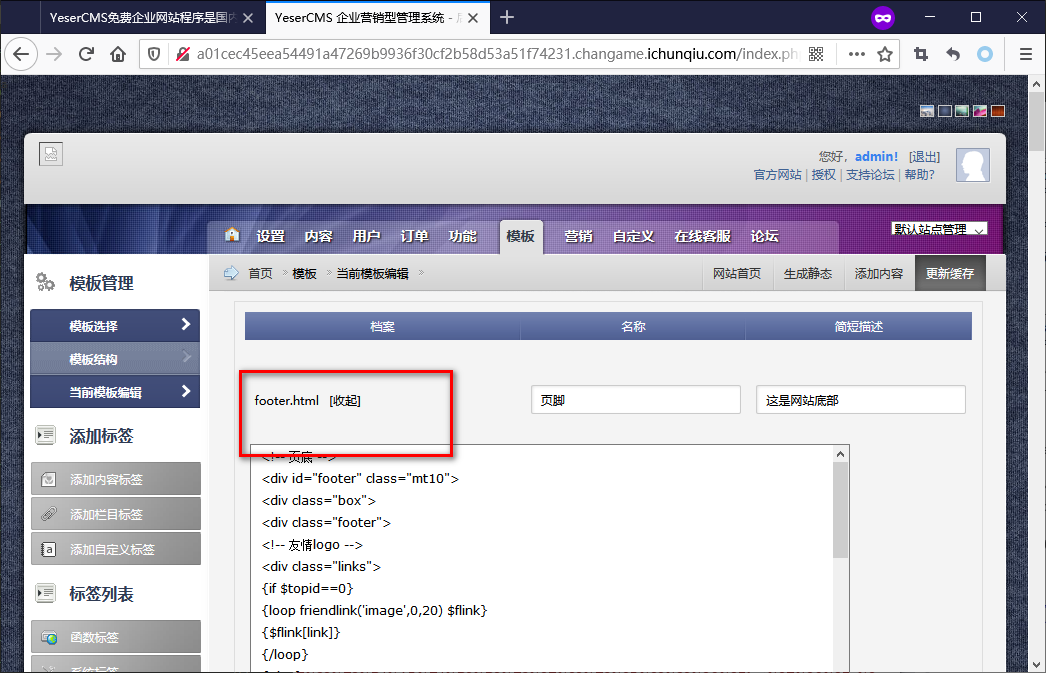 YeserCMS免费企业网站程序是国内
YeserCMS 企业营销型管理系统 -
a01cec45eea54491a47269b9936f30cf2b58d53a51f74231.changame.ichunqiu.com/index.ph
您好，admin! [退出]
官方网站 | 授权 | 支持论坛 | 帮助?
设置 内容 用户 订单 功能 模板 营销 自定义 在线客服 论坛
默认站点管理
模板管理
首页 模板 当前模板编辑
网站首页 生成静态 添加内容 更新缓存
模板选择
模板结构
当前模板编辑
档案 名称 简短描述
footer.html [收起] 页脚 这是网站底部
添加标签
添加内容标签
添加栏目标签
添加自定义标签
标签列表
函数标签
系统标签
<!-- 页底 -->
<div id="footer" class="mt10">
<div class="box">
<div class="footer">
<!-- 友情logo -->
<div class="links">
{if $topid==0}
{loop friendlink('image',0,20) $flink}
{$flink[link]}
{/loop}